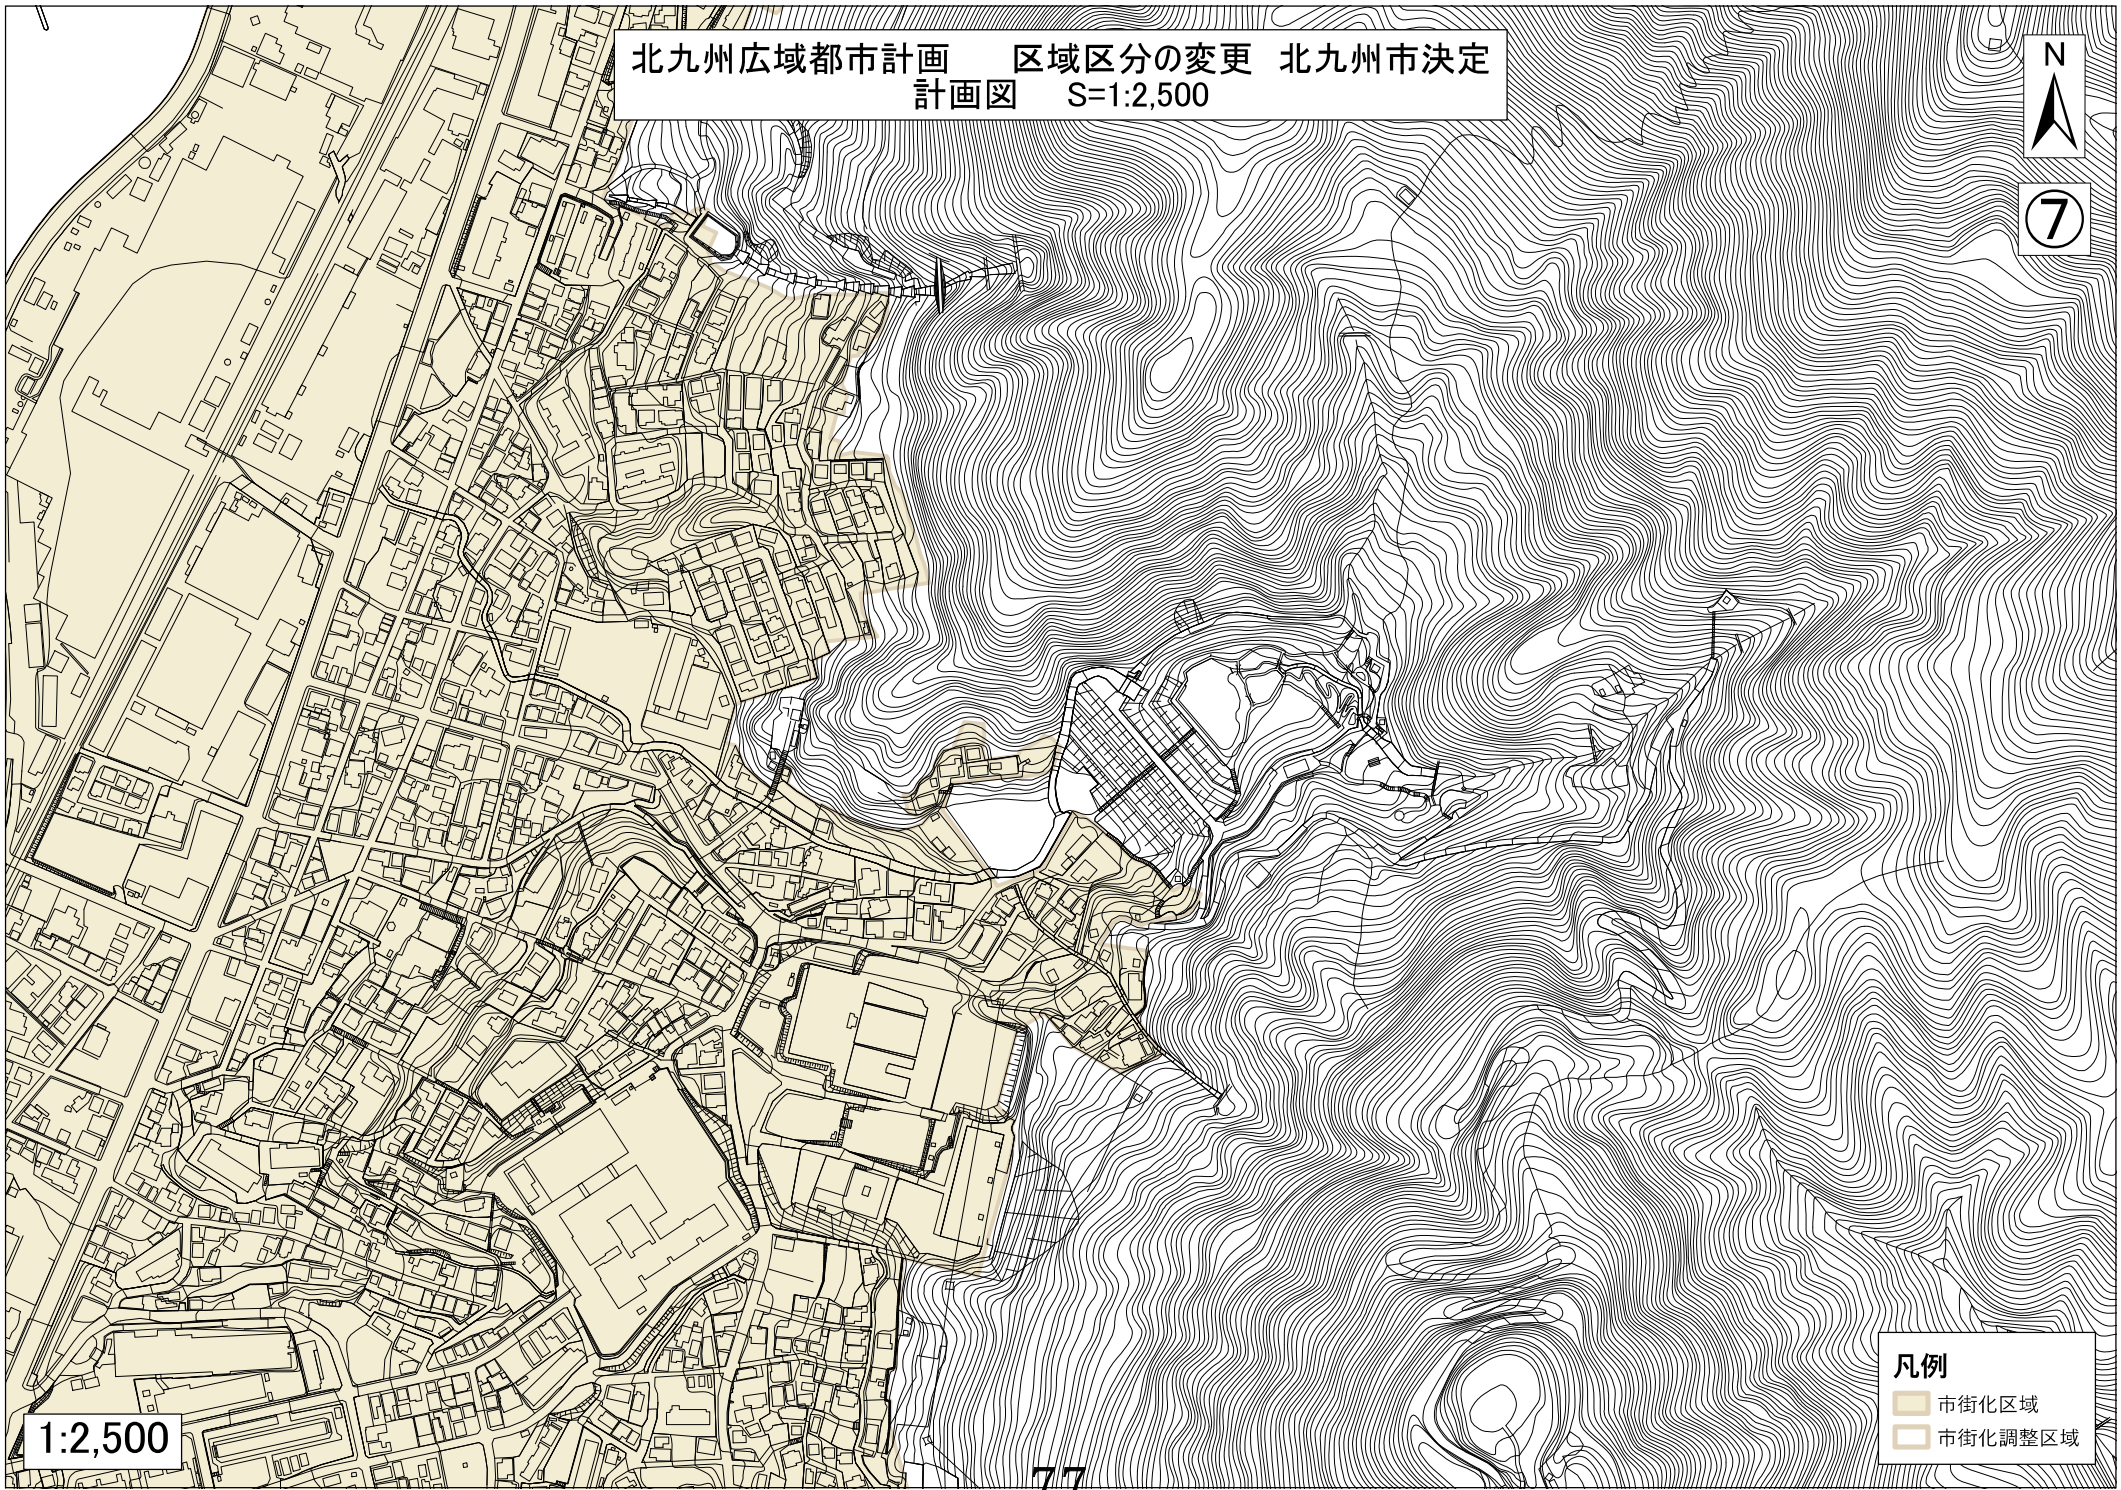 北九州広域都市計画　　区域区分の変更　北九州市決定
計画図　　S=1:2,500
N
⑦
凡例
市街化区域
市街化調整区域
1:2,500
77